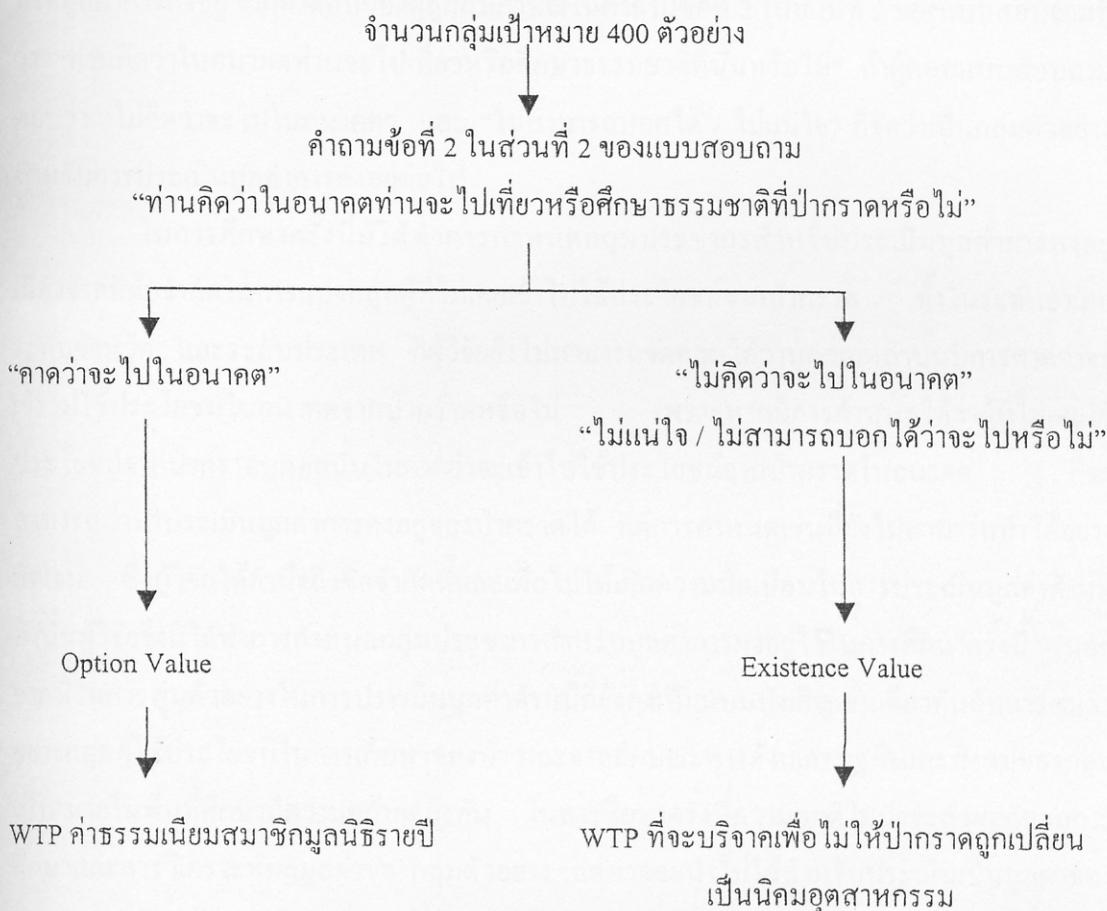 จำนวนกลุ่มเป้าหมาย 400 ตัวอย่าง
คำถามข้อที่ 2 ในส่วนที่ 2 ของแบบสอบถาม
“ท่านคิดว่าในอนาคตท่านจะไปเที่ยวหรือศึกษาธรรมชาติที่ป่ากราดหรือไม่”
“คาดว่าจะไปในอนาคต”
“ไม่คิดว่าจะไปในอนาคต”
“ไม่แน่ใจ / ไม่สามารถบอกได้ว่าจะไปหรือไม่”
Option Value
Existence Value
WTP ค่าธรรมเนียมสมาชิกมูลนิธิรายปี
WTP ที่จะบริจาคเพื่อไม่ให้ป่ากราดถูกเปลี่ยน
เป็นนิคมอุตสาหกรรม